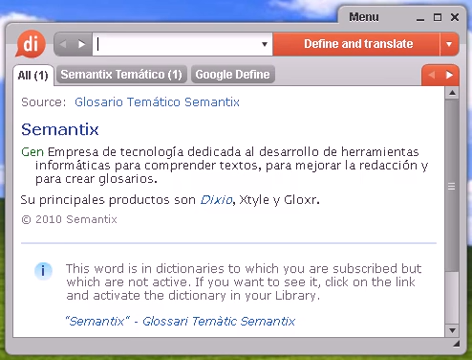 Menu
di
Define and translate
All (1)
Semantix Temático (1)
Google Define
Source: Glosario Temático Semantix
Semantix
Gen Empresa de tecnología dedicada al desarrollo de herramientas
informáticas para comprender textos, para mejorar la redacción y
para crear glosarios.
Su principales productos son Dixio, Xtyle y Gloxr.
© 2010 Semantix
i
This word is in dictionaries to which you are subscribed but
which are not active. If you want to see it, click on the link
and activate the dictionary in your Library.
"Semantix" - Glossari Temàtic Semantix